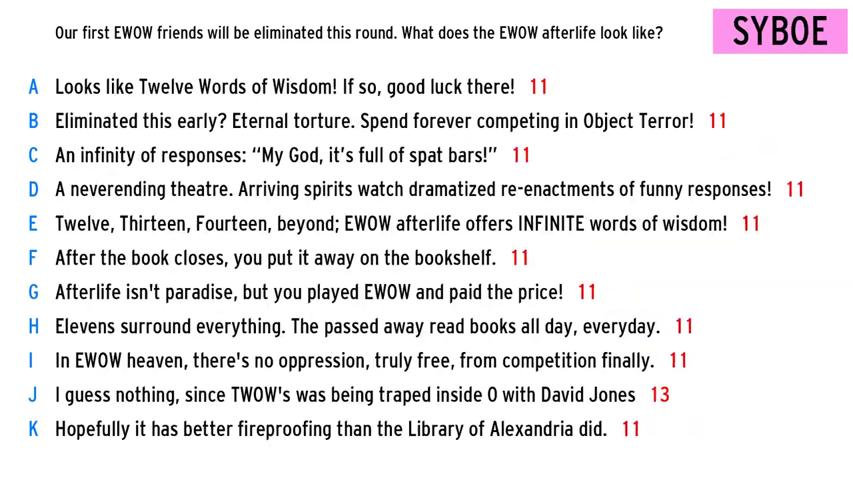 Our first EWOW friends will be eliminated this round. What does the EWOW afterlife look like?
SYBOE
A Looks like Twelve Words of Wisdom! If so, good luck there! 11
B Eliminated this early? Eternal torture. Spend forever competing in Object Terror! 11
C An infinity of responses: “My God, it’s full of spat bars!” 11
D A neverending theatre. Arriving spirits watch dramatized re-enactments of funny responses! 11
E Twelve, Thirteen, Fourteen, beyond; EWOW afterlife offers INFINITE words of wisdom! 11
F After the book closes, you put it away on the bookshelf. 11
G Afterlife isn't paradise, but you played EWOW and paid the price! 11
H Elevens surround everything. The passed away read books all day, everyday. 11
I In EWOW heaven, there's no oppression, truly free, from competition finally. 11
J I guess nothing, since TWOW's was being traped inside O with David Jones 13
K Hopefully it has better fireproofing than the Library of Alexandria did. 11